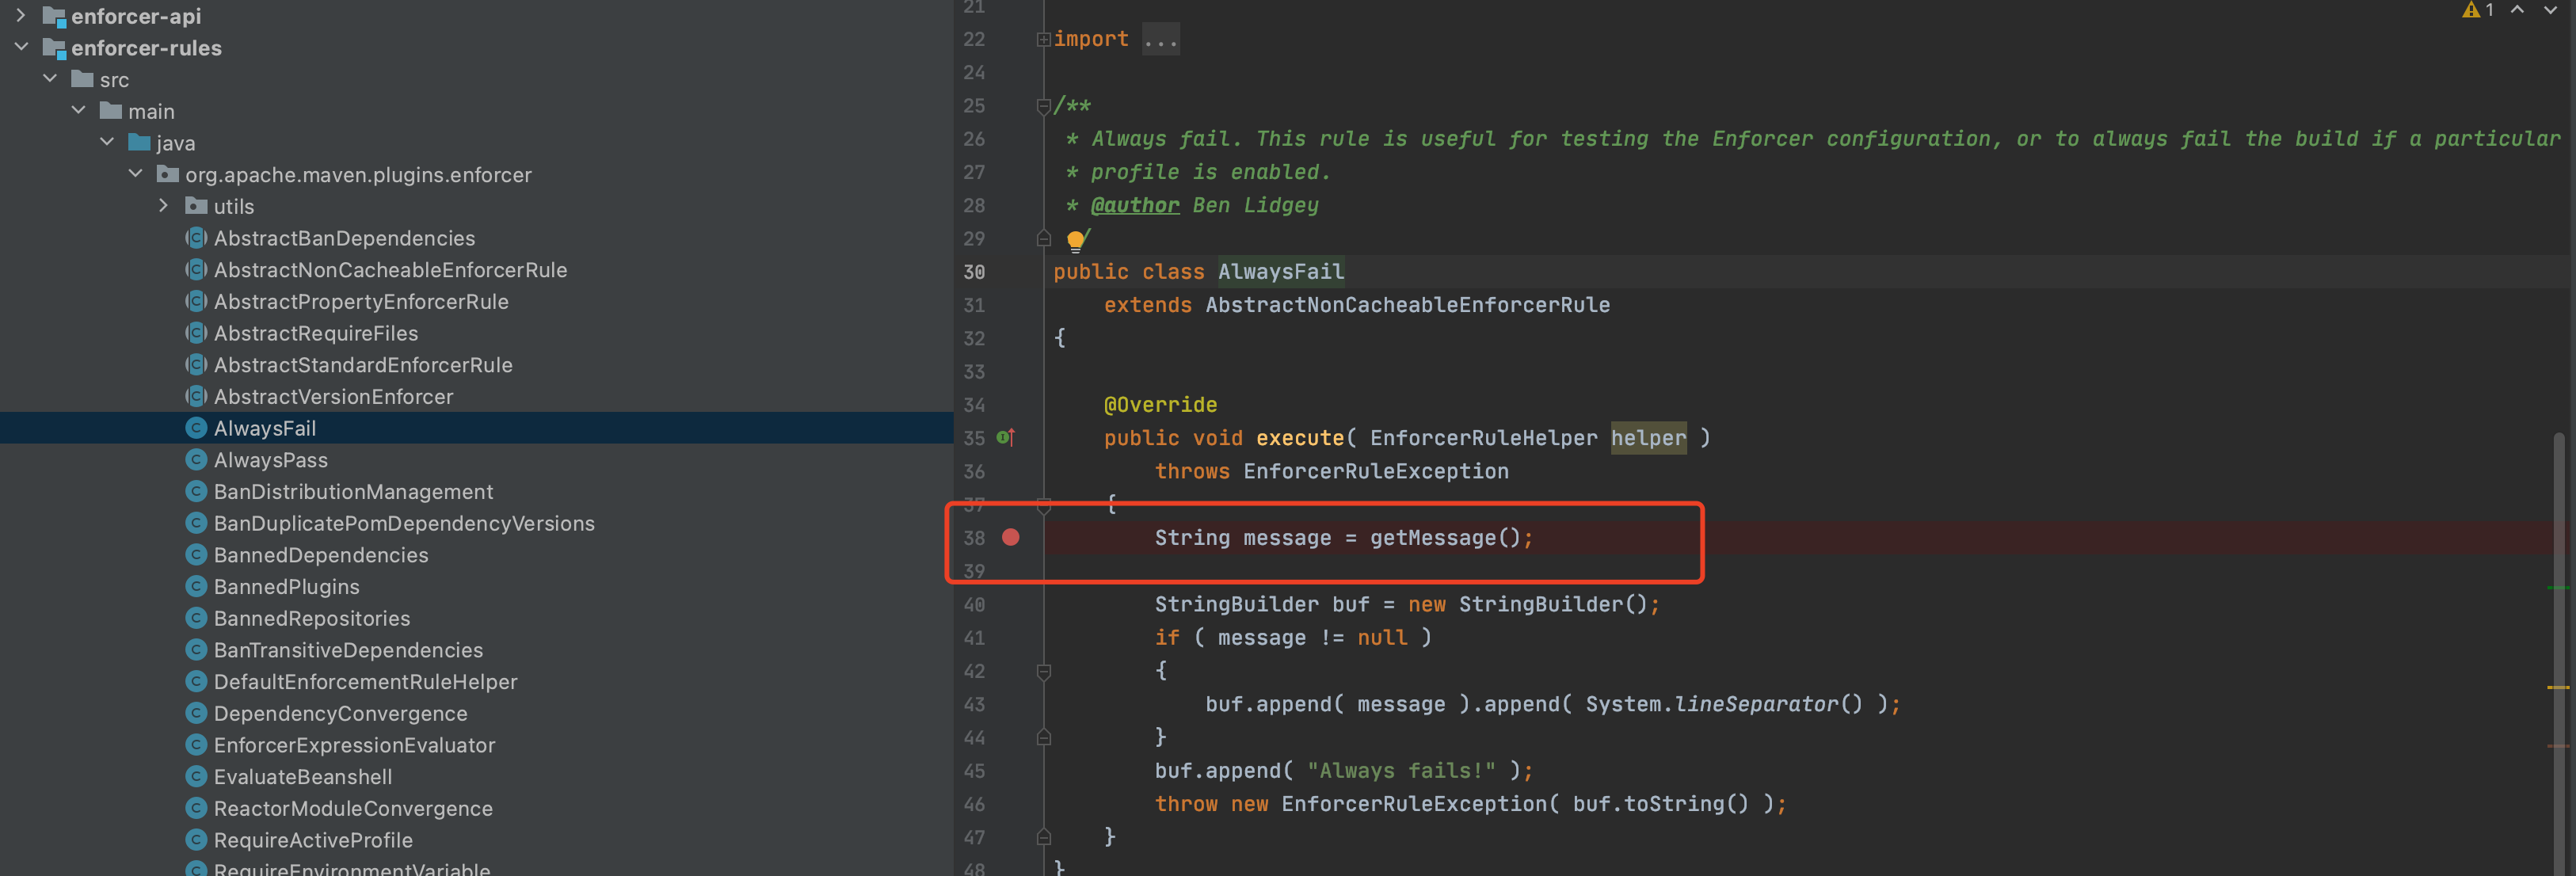 enforcer-api
enforcer-rules
src
main
java
org.apache.maven.plugins.enforcer
utils
AbstractBanDependencies
AbstractNonCacheableEnforcerRule
AbstractPropertyEnforcerRule
AbstractRequireFiles
AbstractStandardEnforcerRule
AbstractVersionEnforcer
AlwaysFail
AlwaysPass
BanDistributionManagement
BanDuplicatePomDependencyVersions
BannedDependencies
BannedPlugins
BannedRepositories
BanTransitiveDependencies
DefaultEnforcementRuleHelper
DependencyConvergence
EnforcerExpressionEvaluator
EvaluateBeanshell
ReactorModuleConvergence
RequireActiveProfile
RequireEnvironmentVariable
1
21
22 import ...
24
25 /**
26 * Always fail. This rule is useful for testing the Enforcer configuration, or to always fail the build if a particular
27 * profile is enabled.
28 * @author Ben Lidgey
29 /
30 public class AlwaysFail
31 extends AbstractNonCacheableEnforcerRule
32 {
33
34 @Override
35 public void execute( EnforcerRuleHelper helper )
36 throws EnforcerRuleException
37 {
38 String message = getMessage();
39
40 StringBuilder buf = new StringBuilder();
41 if ( message != null )
42 {
43 buf.append( message ).append( System.lineSeparator() );
44 }
45 buf.append( "Always fails!" );
46 throw new EnforcerRuleException( buf.toString() );
47 }
48 }